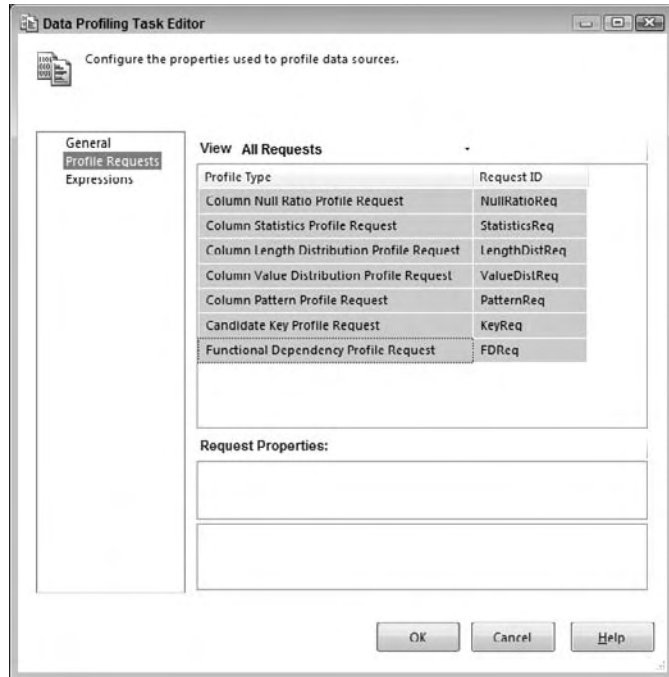 Data Profiling Task Editor
Configure the properties used to profile data sources.
General
Profile Requests
Expressions
View All Requests
Profile Type Request ID
Column Null Ratio Profile Request NullRatioReq
Column Statistics Profile Request StatisticsReq
Column Length Distribution Profile Request LengthDistReq
Column Value Distribution Profile Request ValueDistReq
Column Pattern Profile Request PatternReq
Candidate Key Profile Request KeyReq
Functional Dependency Profile Request FDReq
Request Properties:
OK Cancel Help